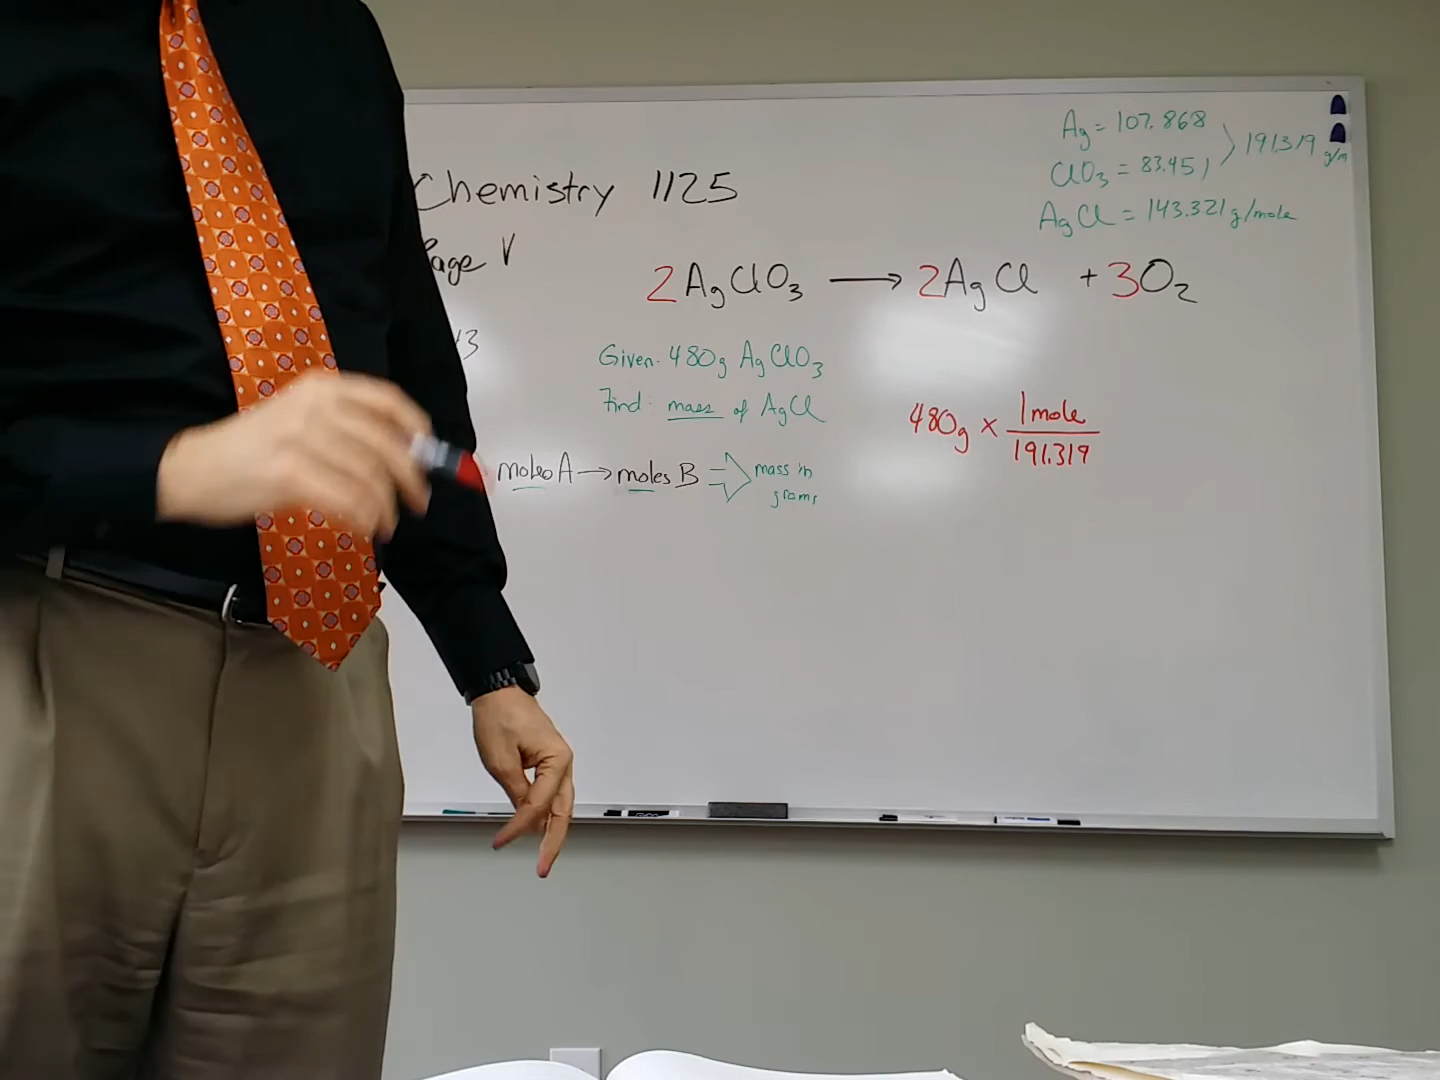 Ag = 107.868
ClO3 = 83.451
191.319 g/m
AgCl = 143.321 g/mole
Chemistry 1125
Page V
2AgClO3 → 2AgCl + 3O2
Given: 480g AgClO3
Find: mass of AgCl
480g × 1 mole
191.319
moles A → moles B ⇒ mass in
grams